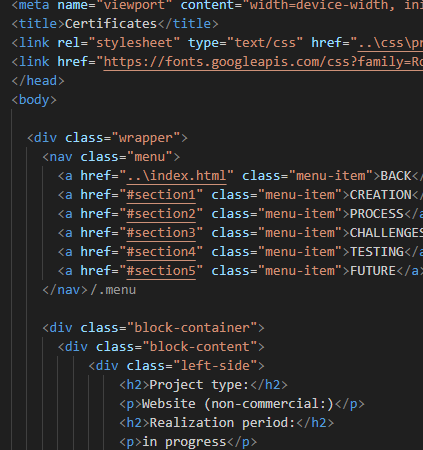 <meta name="viewport" content="width=device-width, ini
<title>Certificates</title>
<link rel="stylesheet" type="text/css" href="..\css\pr
<link href="https://fonts.googleapis.com/css?family=Ro
</head>
<body>
<div class="wrapper">
<nav class="menu">
<a href="..\index.html" class="menu-item">BACK</
<a href="#section1" class="menu-item">CREATION</
<a href="#section2" class="menu-item">PROCESS</a
<a href="#section3" class="menu-item">CHALLENGES
<a href="#section4" class="menu-item">TESTING</a
<a href="#section5" class="menu-item">FUTURE</a>
</nav>/.menu
<div class="block-container">
<div class="block-content">
<div class="left-side">
<h2>Project type:</h2>
<p>Website (non-commercial:)</p>
<h2>Realization period:</h2>
<p>in progress</p>